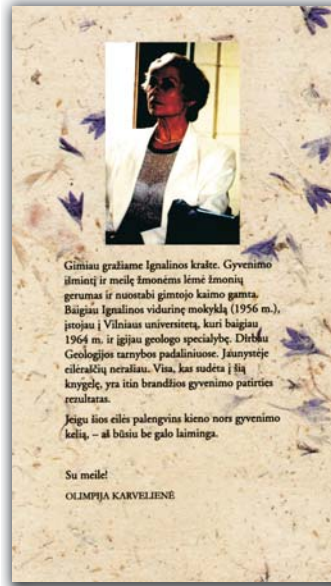 Gimiau gražiame Ignalinos krašte. Gyvenimo
išmintį ir meilę žmonėms lėmė žmonių
gerumas ir nuostabi gimtojo kaimo gamta.
Baigiau Ignalinos vidurinę mokyklą (1956 m.),
įstojau į Vilniaus universitetą, kurį baigiau
1964 m. ir įgijau geologo specialybę. Dirbau
Geologijos tarnybos padaliniuose. Jaunystėje
eilėraščių nerašiau. Visa, kas sudėta į šią
knygelę, yra itin brandžios gyvenimo patirties
rezultatas.
Jeigu šios eilės palengvins kieno nors gyvenimo
kelią, – aš būsiu be galo laiminga.
Su meile!
OLIMPIJA KARVELIENĖ